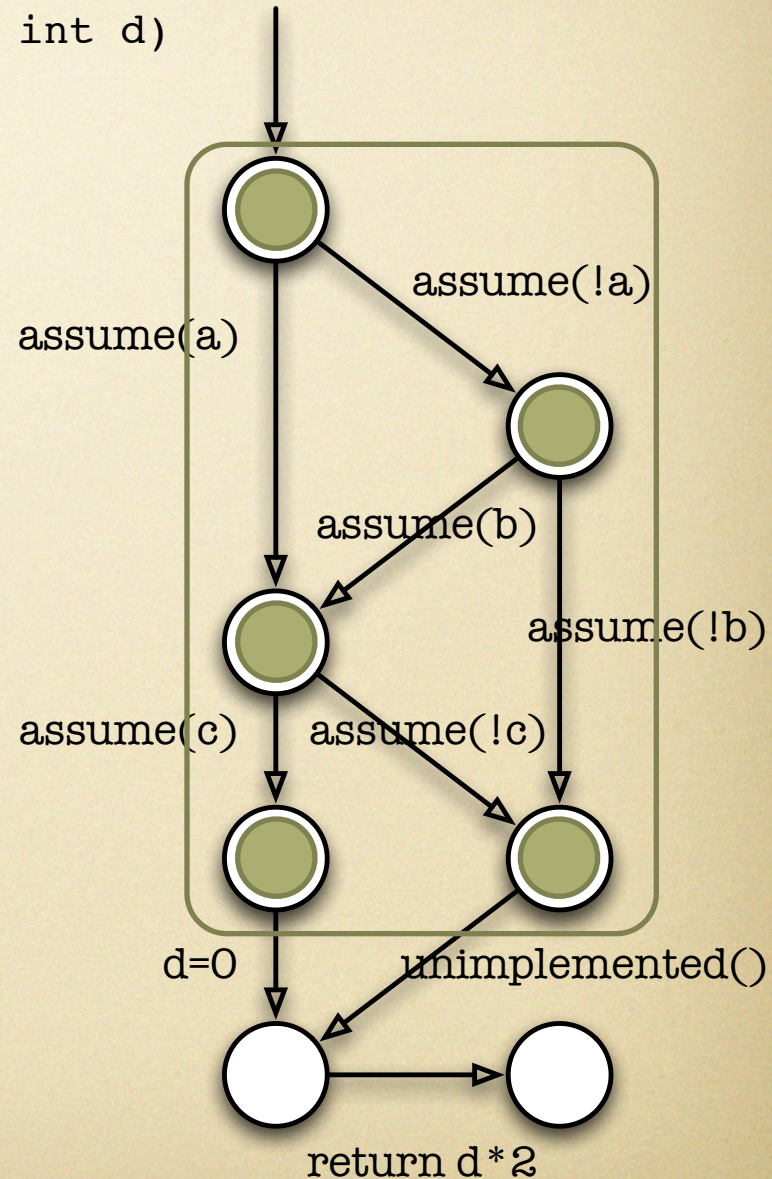 int d)
assume(!a)
assume(a)
assume(b)
assume(!b)
assume(c)
assume(!c)
d=0
unimplemented()
return d*2